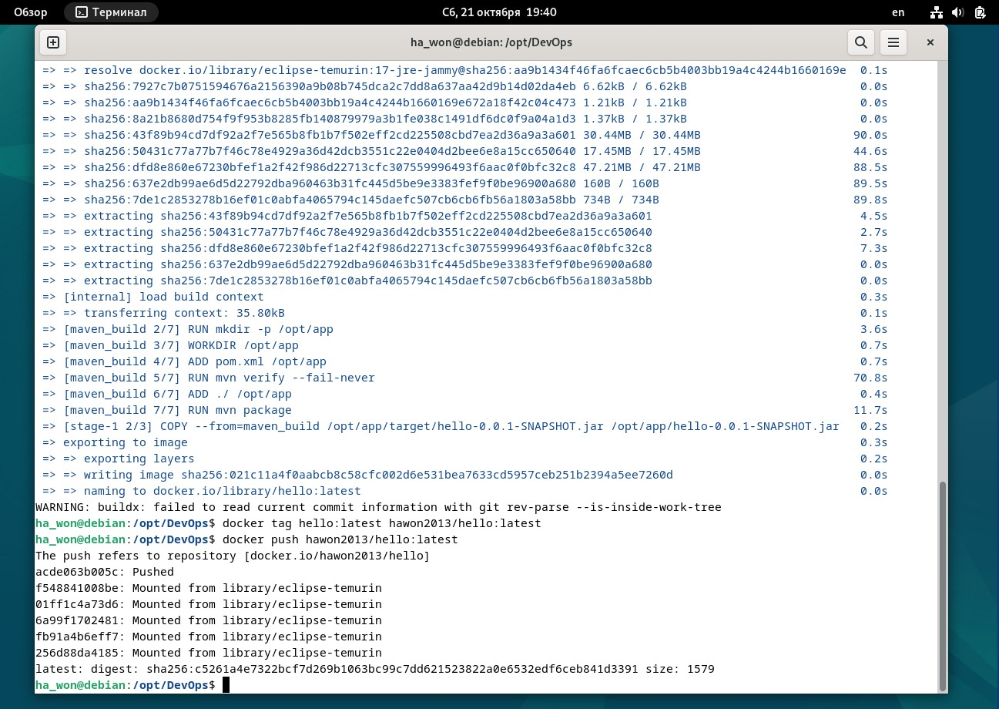 Обзор
Терминал
Сб, 21 октября 19:40
en
ha_won@debian: /opt/DevOps
=> => resolve docker.io/library/eclipse-temurin:17-jre-jammy@sha256:aa9b1434f46fa6fcaec6cb5b4003bb19a4c4244b1660169e 0.1s
=> => sha256:7927c7b0751594676a2156390a9b08b745dca2c7dd8a637aa42d9b14d02da4eb 6.62kB / 6.62kB 0.0s
=> => sha256:aa9b1434f46fa6fcaec6cb5b4003bb19a4c4244b1660169e672a18f42c04c473 1.21kB / 1.21kB 0.0s
=> => sha256:8a21b8680d754f9f953b8285fb140879979a3b1fe038c1491df6dc0f9a04a1d3 1.37kB / 1.37kB 0.0s
=> => sha256:43f89b94cd7df92a2f7e565b8fb1b7f502eff2cd225508cbd7ea2d36a9a3a601 30.44MB / 30.44MB 90.0s
=> => sha256:50431c77a77b7f46c78e4929a36d42dcb3551c22e0404d2bee6e8a15cc650640 17.45MB / 17.45MB 44.6s
=> => sha256:dfd8e860e67230bfef1a2f42f986d22713cfc307559996493f6aac0f0bfc32c8 47.21MB / 47.21MB 88.5s
=> => sha256:637e2db99ae6d5d22792dba960463b31fc445d5be9e3383fef9f0be96900a680 160B / 160B 89.5s
=> => sha256:7de1c2853278b16ef01c0abfa4065794c145daefc507cb6cb6fb56a1803a58bb 734B / 734B 89.8s
=> => extracting sha256:43f89b94cd7df92a2f7e565b8fb1b7f502eff2cd225508cbd7ea2d36a9a3a601 4.5s
=> => extracting sha256:50431c77a77b7f46c78e4929a36d42dcb3551c22e0404d2bee6e8a15cc650640 2.7s
=> => extracting sha256:dfd8e860e67230bfef1a2f42f986d22713cfc307559996493f6aac0f0bfc32c8 7.3s
=> => extracting sha256:637e2db99ae6d5d22792dba960463b31fc445d5be9e3383fef9f0be96900a680 0.0s
=> => extracting sha256:7de1c2853278b16ef01c0abfa4065794c145daefc507cb6cb6fb56a1803a58bb 0.0s
=> [internal] load build context 0.3s
=> => transferring context: 35.80kB 0.1s
=> [maven_build 2/7] RUN mkdir -p /opt/app 3.6s
=> [maven_build 3/7] WORKDIR /opt/app 0.7s
=> [maven_build 4/7] ADD pom.xml /opt/app 0.7s
=> [maven_build 5/7] RUN mvn verify --fail-never 70.8s
=> [maven_build 6/7] ADD ./ /opt/app 0.4s
=> [maven_build 7/7] RUN mvn package 11.7s
=> [stage-1 2/3] COPY --from=maven_build /opt/app/target/hello-0.0.1-SNAPSHOT.jar /opt/app/hello-0.0.1-SNAPSHOT.jar 0.2s
=> exporting to image 0.3s
=> => exporting layers 0.2s
=> => writing image sha256:021c11a4f0aabcb8c58cfc002d6e531bea7633cd5957ceb251b2394a5ee7260d 0.0s
=> => naming to docker.io/library/hello:latest 0.0s
WARNING: buildx: failed to read current commit information with git rev-parse --is-inside-work-tree
ha_won@debian:/opt/DevOps$ docker tag hello:latest hawon2013/hello:latest
ha_won@debian:/opt/DevOps$ docker push hawon2013/hello:latest
The push refers to repository [docker.io/hawon2013/hello]
acde063b005c: Pushed
f548841008be: Mounted from library/eclipse-temurin
01ff1c4a73d6: Mounted from library/eclipse-temurin
6a99f1702481: Mounted from library/eclipse-temurin
fb91a4b6eff7: Mounted from library/eclipse-temurin
256d88da4185: Mounted from library/eclipse-temurin
latest: digest: sha256:c5261a4e7322bcf7d269b1063bc99c7dd621523822a0e6532edf6ceb841d3391 size: 1579
ha_won@debian:/opt/DevOps$